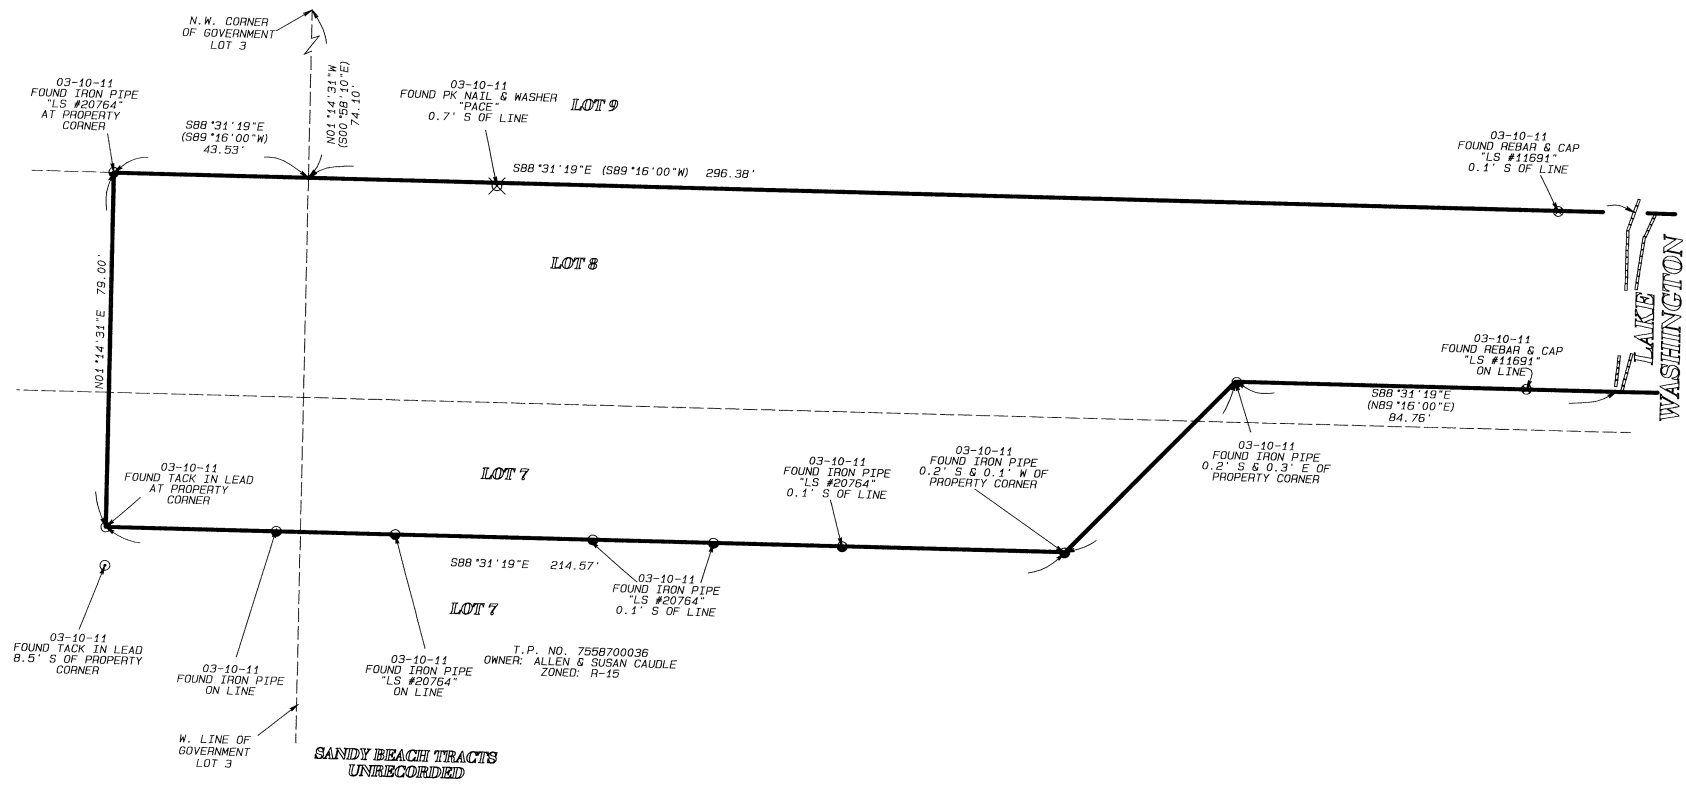 N.W. CORNER
OF GOVERNMENT
LOT 3
N01°14'31"W
(S00°58'10"E)
74.10'
03-10-11
FOUND IRON PIPE
"LS #20764"
AT PROPERTY
CORNER
S88°31'19"E
(S89°16'00"W)
43.53'
03-10-11
FOUND PK NAIL & WASHER
"PACE"
0.7' S OF LINE
LOT 9
S88°31'19"E (S89°16'00"W) 296.38'
03-10-11
FOUND REBAR & CAP
"LS #11691"
0.1' S OF LINE
LOT 8
N01°14'31"E 79.00'
LAKE
WASHINGTON
03-10-11
FOUND REBAR & CAP
"LS #11691"
ON LINE
S88°31'19"E
(N89°16'00"E)
84.76'
03-10-11
FOUND TACK IN LEAD
AT PROPERTY
CORNER
LOT 7
03-10-11
FOUND IRON PIPE
"LS #20764"
0.1' S OF LINE
03-10-11
FOUND IRON PIPE
0.2' S & 0.1' W OF
PROPERTY CORNER
03-10-11
FOUND IRON PIPE
0.2' S & 0.3' E OF
PROPERTY CORNER
S88°31'19"E 214.57'
03-10-11
FOUND IRON PIPE
"LS #20764"
0.1' S OF LINE
LOT 7
03-10-11
FOUND TACK IN LEAD
8.5' S OF PROPERTY
CORNER
03-10-11
FOUND IRON PIPE
ON LINE
03-10-11
FOUND IRON PIPE
"LS #20764"
ON LINE
T.P. NO. 7558700036
OWNER: ALLEN & SUSAN CAUDLE
ZONED: R-15
W. LINE OF
GOVERNMENT
LOT 3
SANDY BEACH TRACTS
UNRECORDED